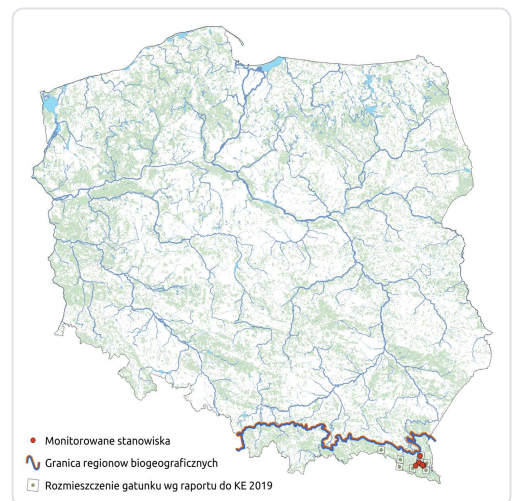 Monitorowane stanowiska
Granica regionow biogeograficznych
Rozmieszczenie gatunku wg raportu do KE 2019